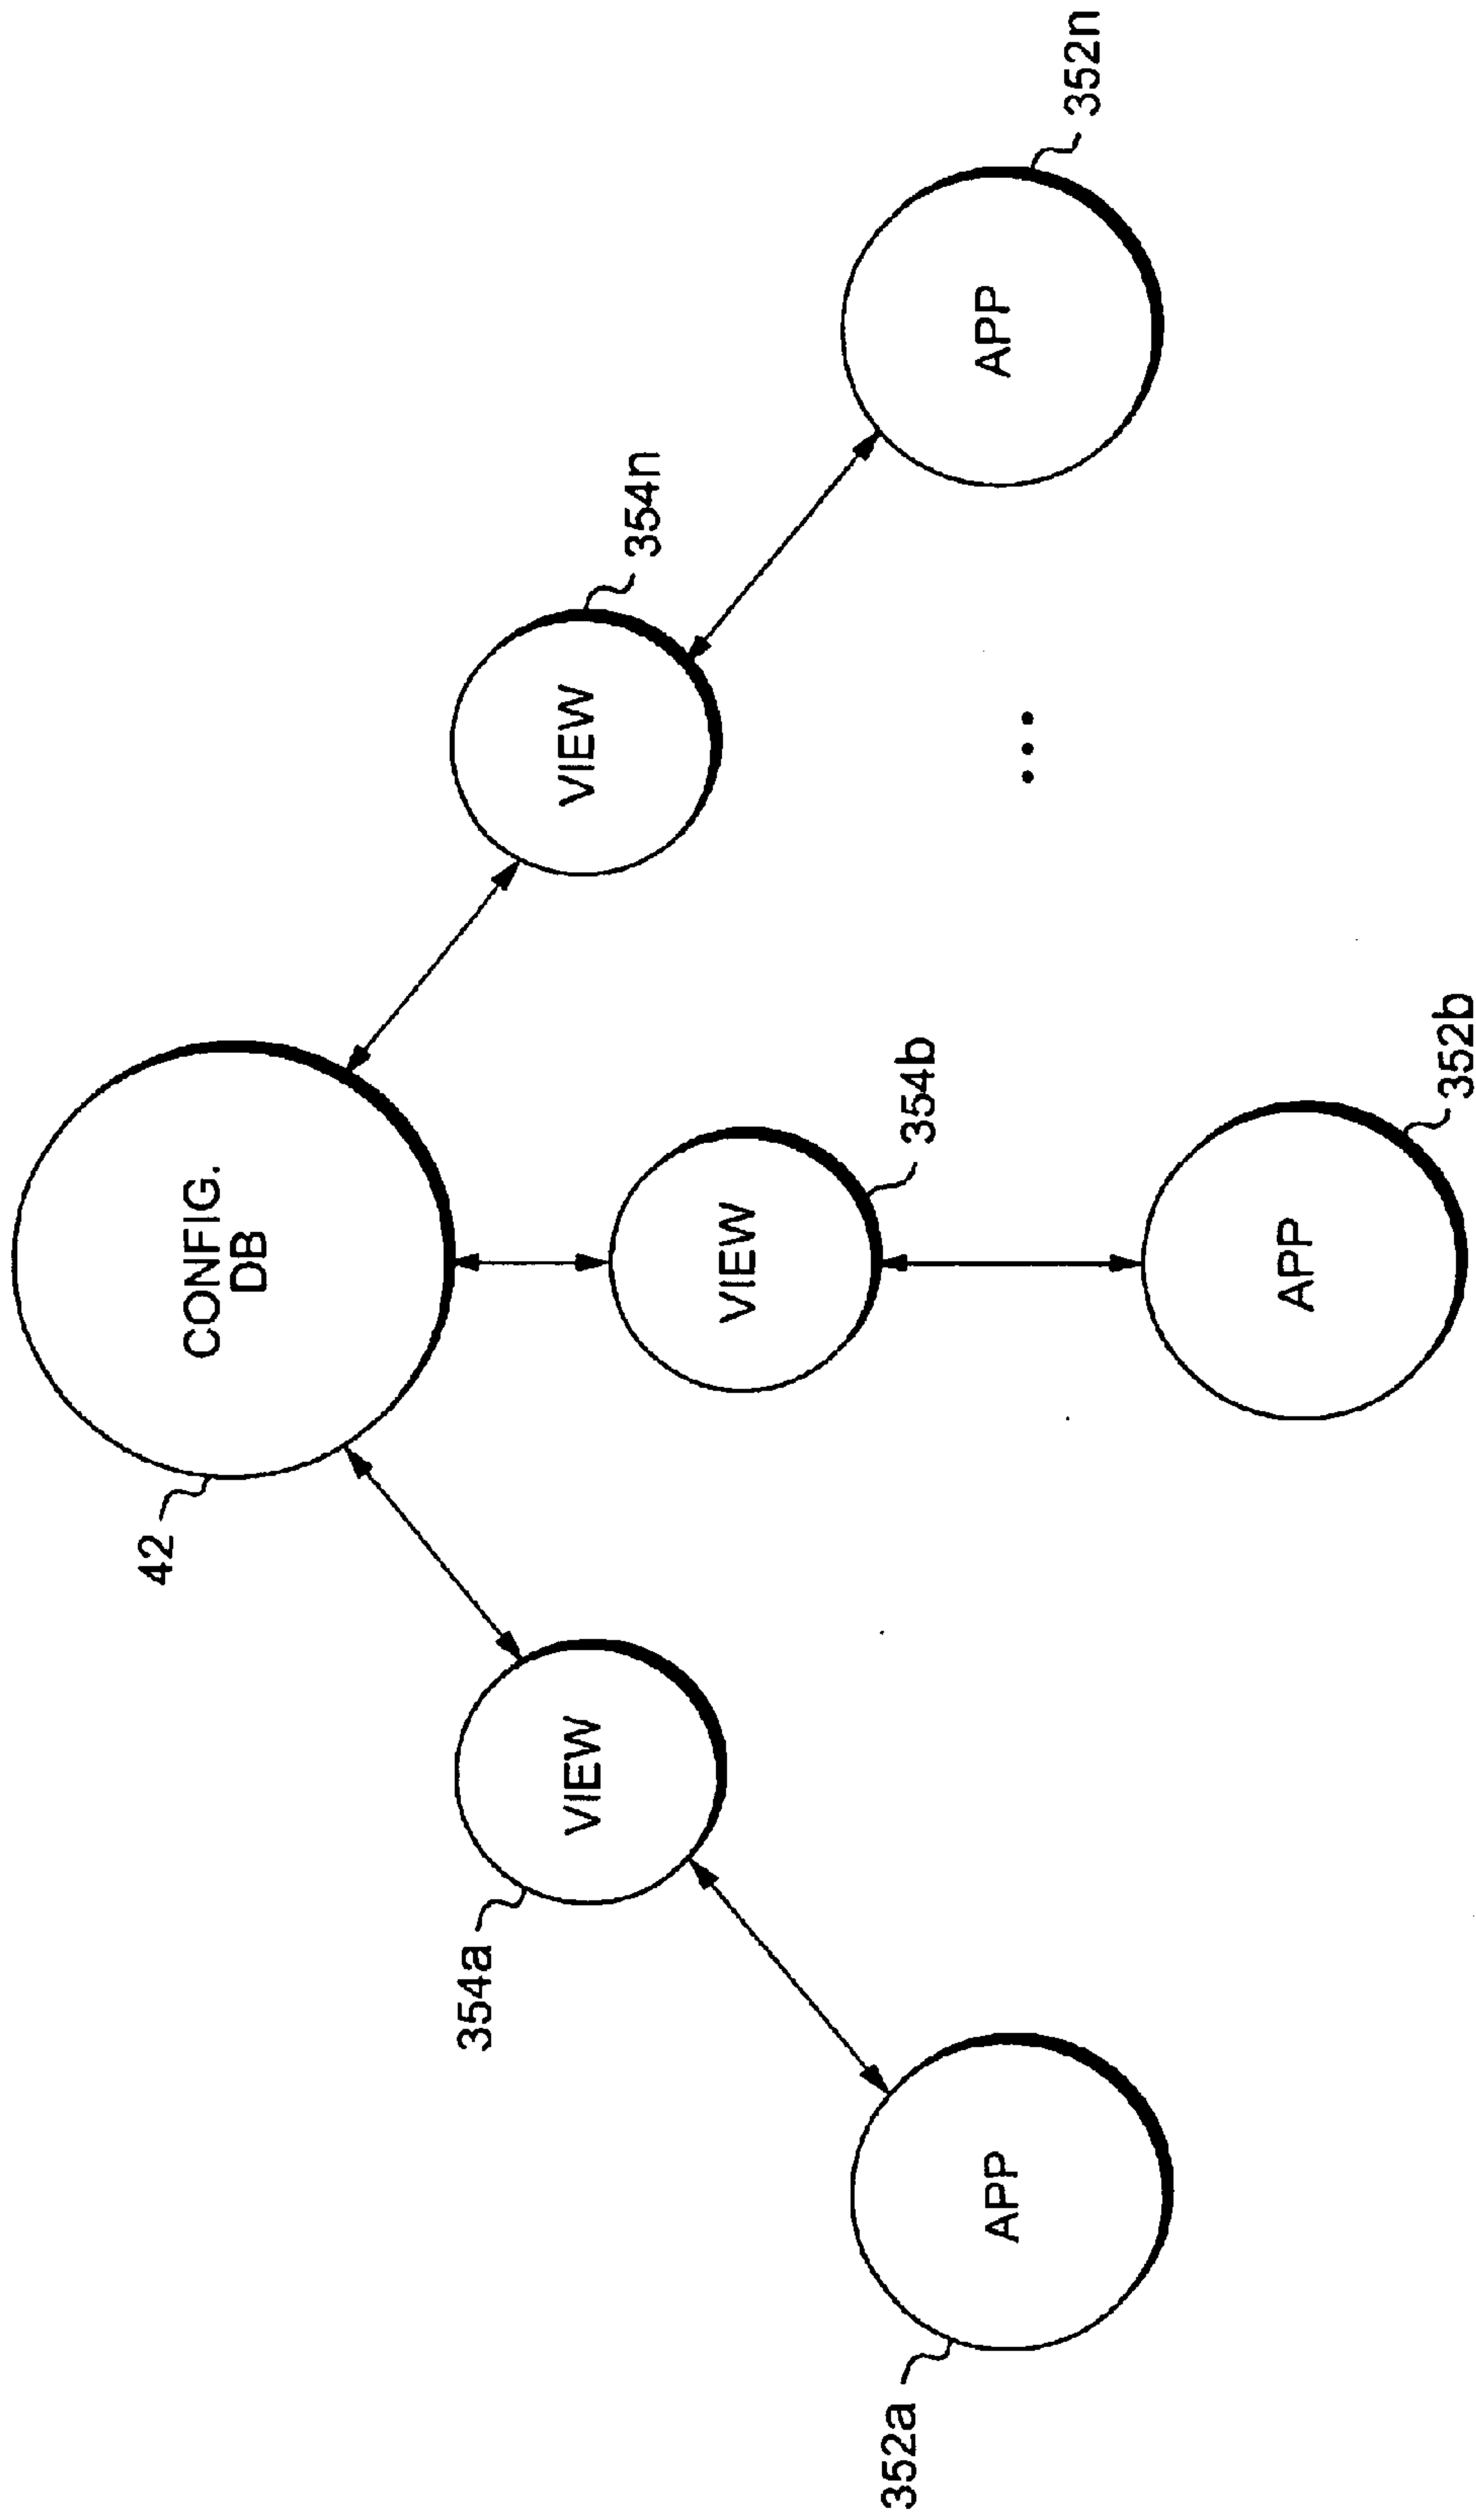 42
CONFIG.
DB
354a
VIEW
VIEW
354b
VIEW
354n
352a
APP
APP
352b
...
APP
352n